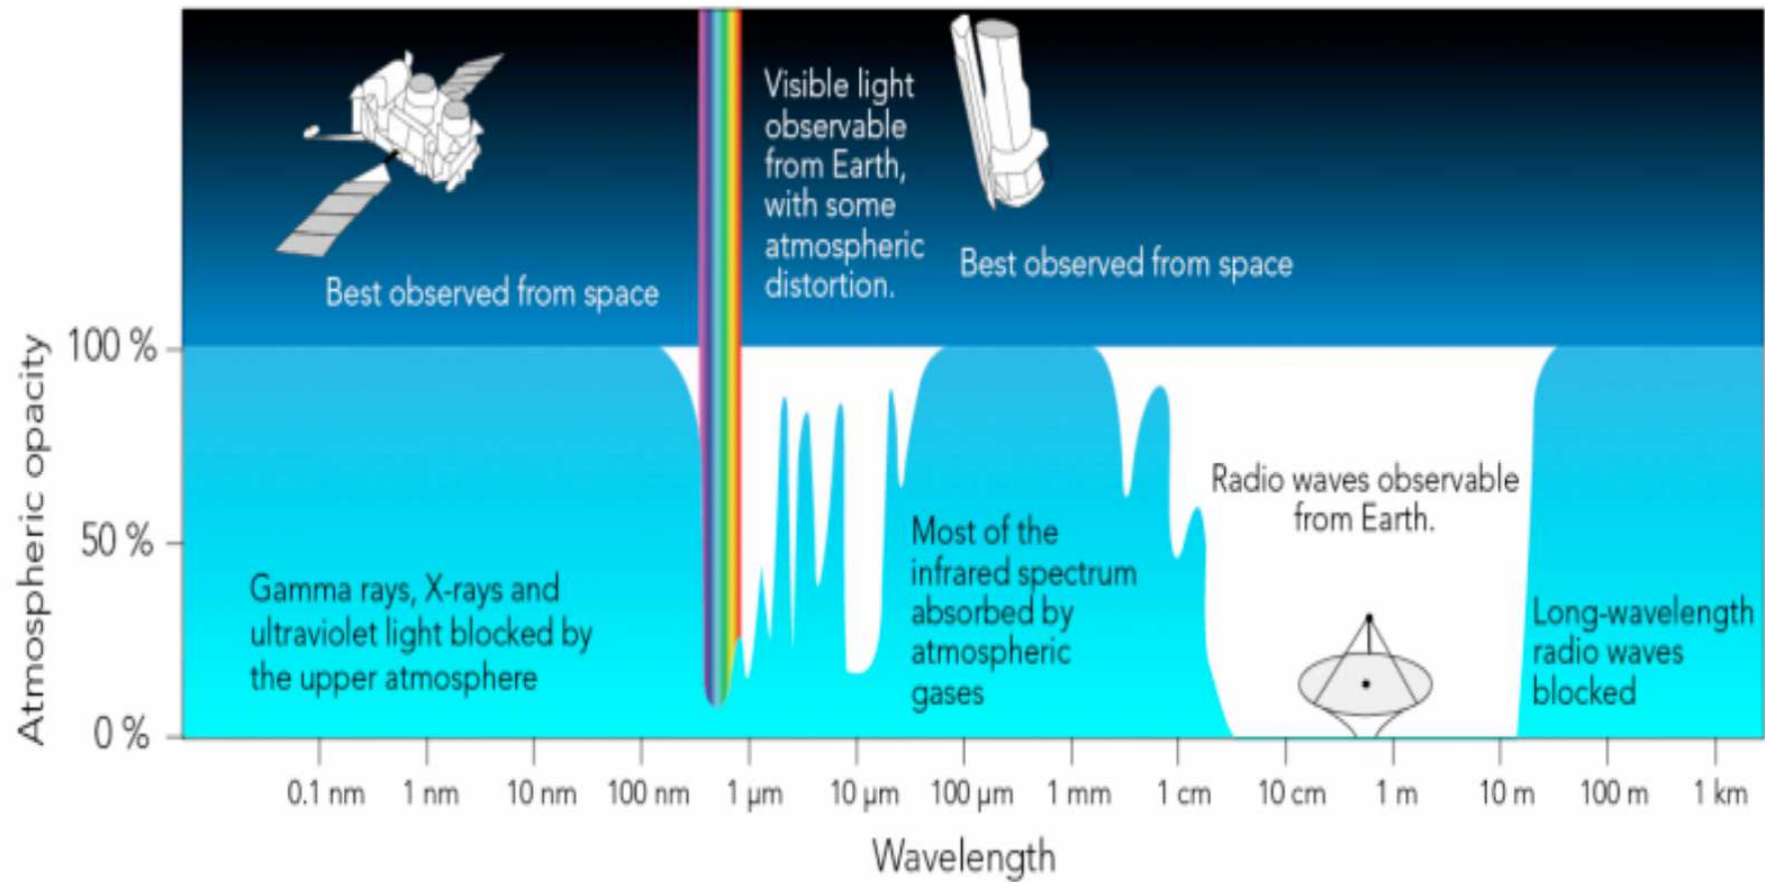 Visible light
observable
from Earth,
with some
atmospheric
distortion.
Best observed from space
Best observed from space
Atmospheric opacity
100 %
50 %
0 %
Gamma rays, X-rays and
ultraviolet light blocked by
the upper atmosphere
Most of the
infrared spectrum
absorbed by
atmospheric
gases
Radio waves observable
from Earth.
Long-wavelength
radio waves
blocked
0.1 nm 1 nm 10 nm 100 nm 1 µm 10 µm 100 µm 1 mm 1 cm 10 cm 1 m 10 m 100 m 1 km
Wavelength